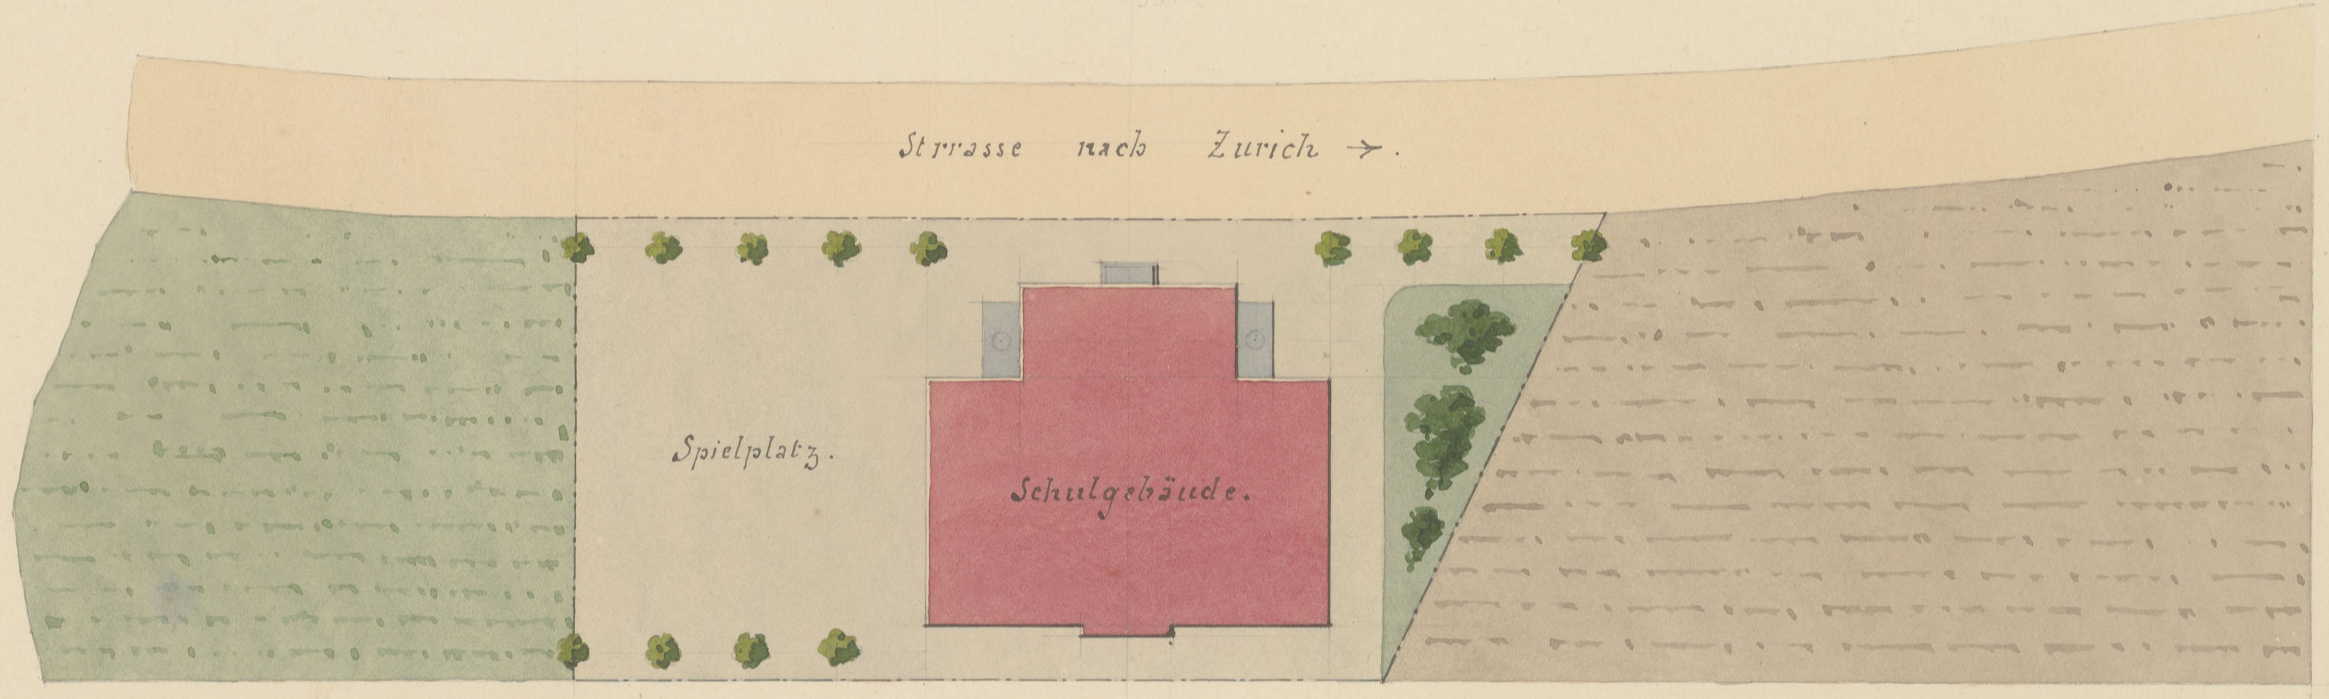 Strrasse nach Zurich →.
Spielplatz.
Schulgebäude.